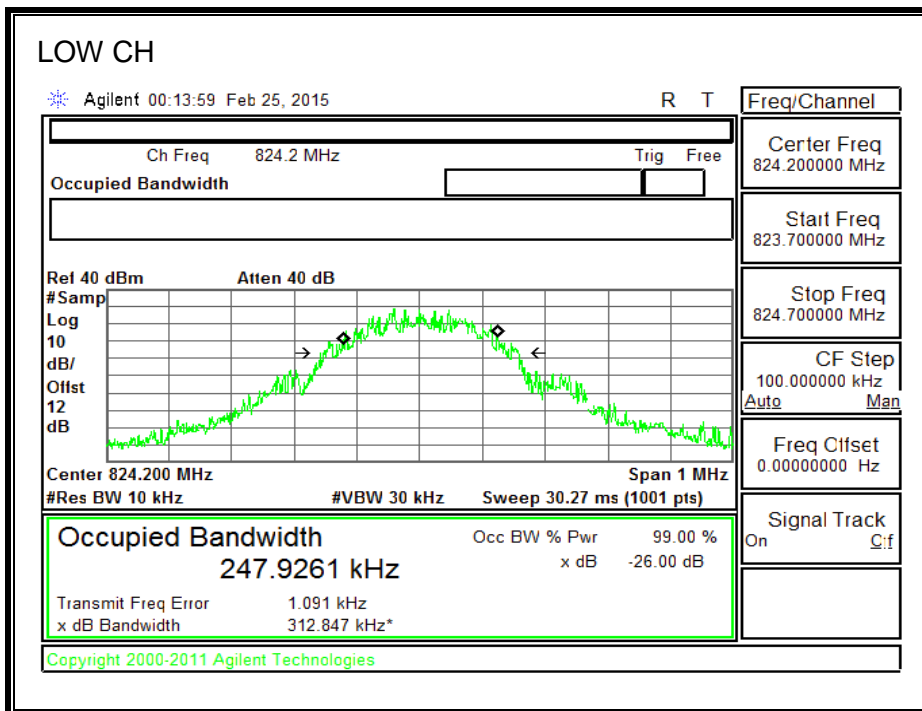 LOW CH
Agilent 00:13:59 Feb 25, 2015 R T
Freq/Channel
Ch Freq 824.2 MHz Trig Free
Occupied Bandwidth
Center Freq
824.200000 MHz
Start Freq
823.700000 MHz
Stop Freq
824.700000 MHz
CF Step
100.000000 kHz
Auto Man
Freq Offset
0.00000000 Hz
Signal Track
On Off
Ref 40 dBm Atten 40 dB
#Samp
Log
10
dB/
Offst
12
dB
Center 824.200 MHz Span 1 MHz
#Res BW 10 kHz #VBW 30 kHz Sweep 30.27 ms (1001 pts)
Occupied Bandwidth Occ BW % Pwr 99.00 %
247.9261 kHz x dB -26.00 dB
Transmit Freq Error 1.091 kHz
x dB Bandwidth 312.847 kHz*
Copyright 2000-2011 Agilent Technologies